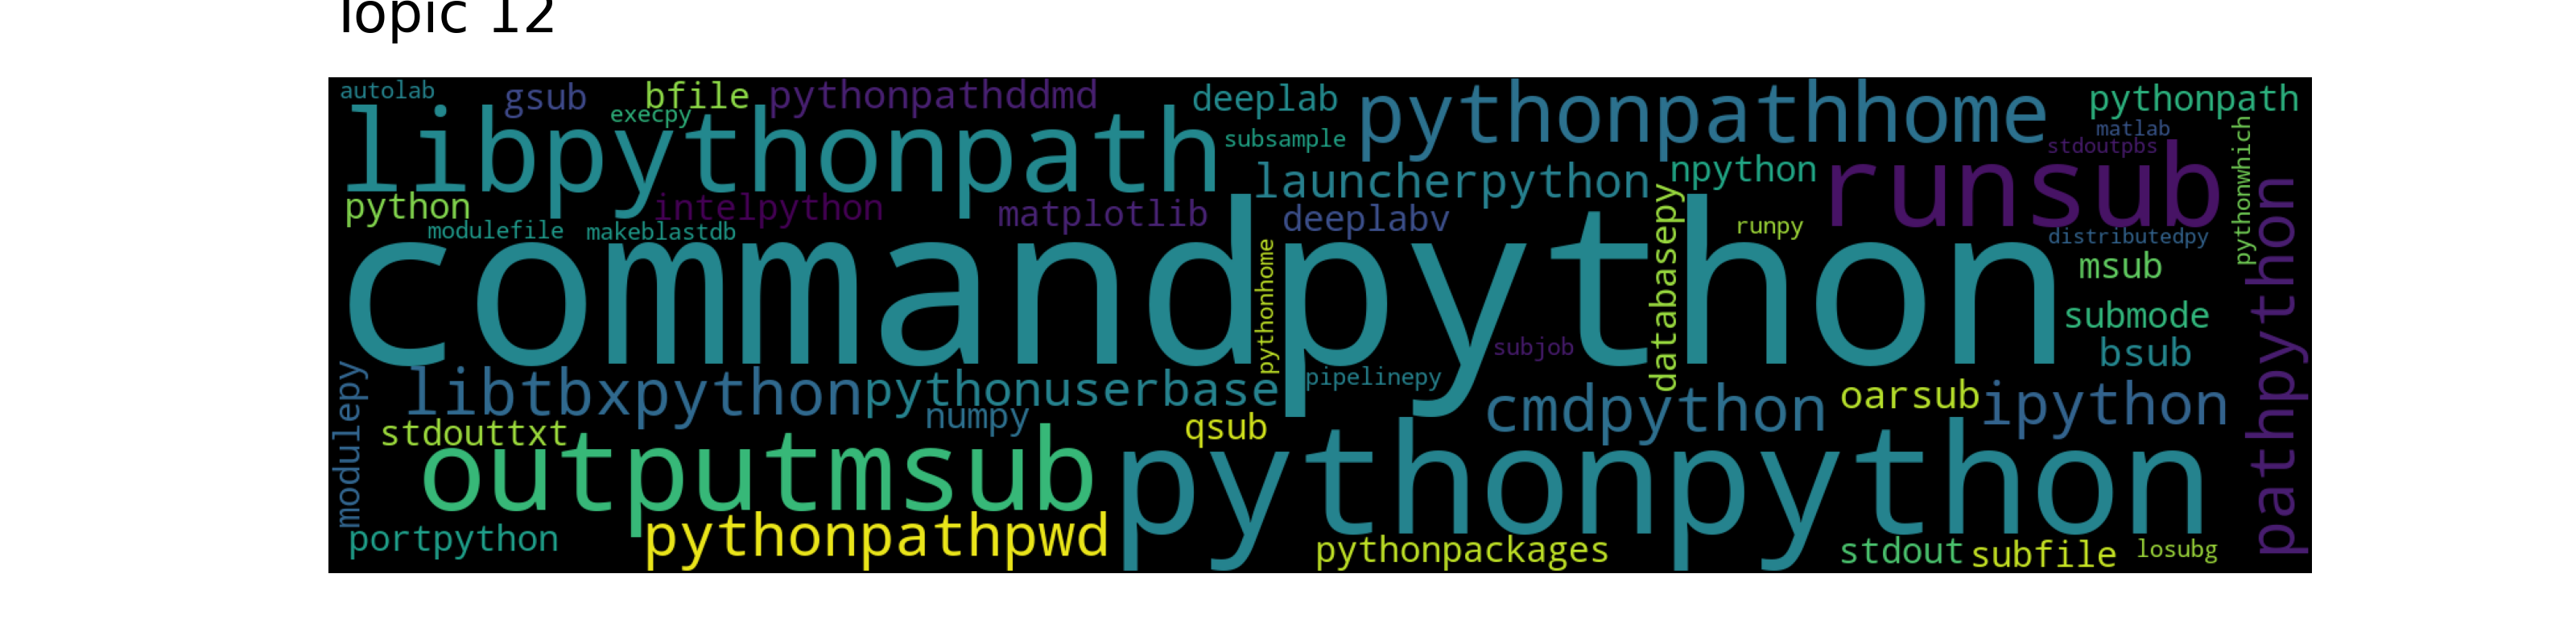 Topic 12
autolab
gsub
bfile
pythonpathddmd
deeplab
pythonpathhome
pythonpath
execpy
libpythonpath
subsample
matlab
stdoutpbs
pythonwhich
launcherpython
npython
runsub
python
intelpython
matplotlib
deeplabv
databasepy
runpy
modulefile
makeblastdb
distributedpy
commandpython
pythonhome
msub
submode
subjob
bsub
pathpython
modulepy
libtbxpython
pythonuserbase
pipelinepy
numpy
cmdpython
oarsub
ipython
stdouttxt
qsub
outputmsub
pythonpython
portpython
pythonpathpwd
pythonpackages
stdout
subfile
losubg